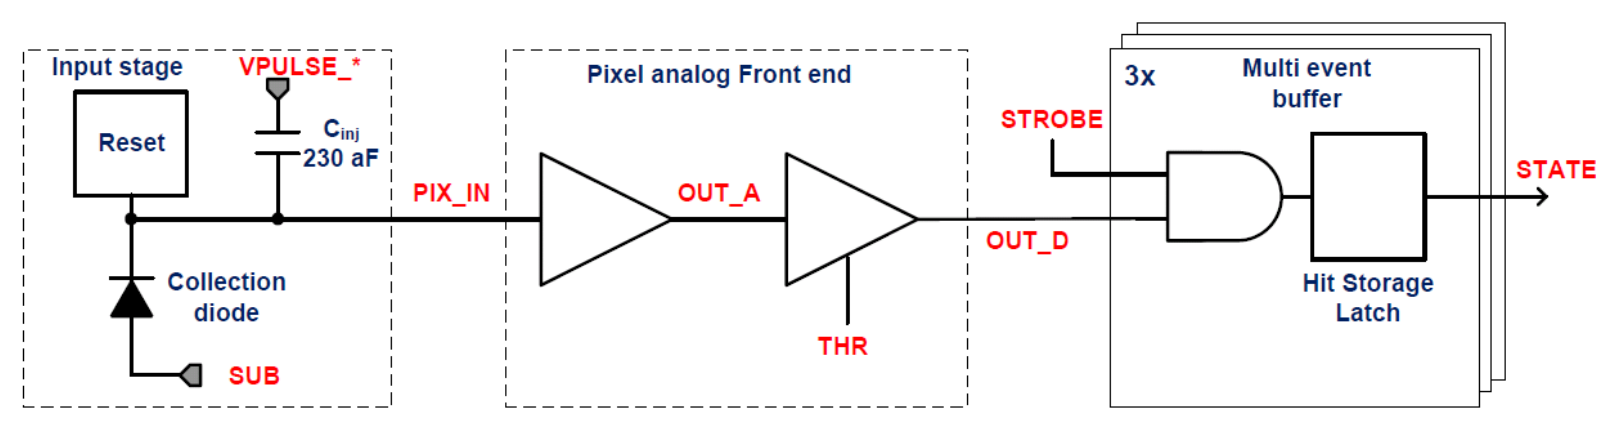 Input stage
VPULSE_*
Reset
Cinj
230 aF
Collection
diode
SUB
PIX_IN
Pixel analog Front end
OUT_A
THR
OUT_D
STROBE
3x
Multi event
buffer
Hit Storage
Latch
STATE